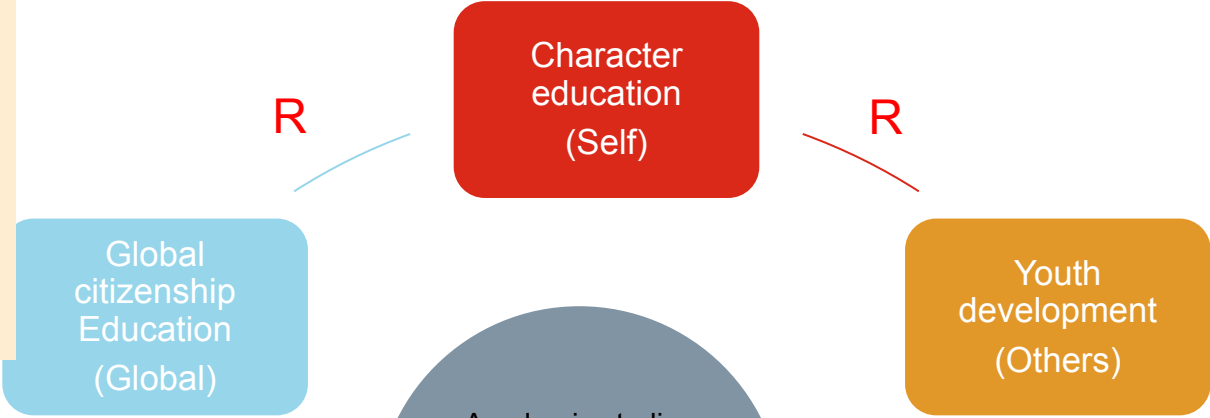 Character
education
(Self)
R
R
Global
citizenship
Education
(Global)
Youth
development
(Others)